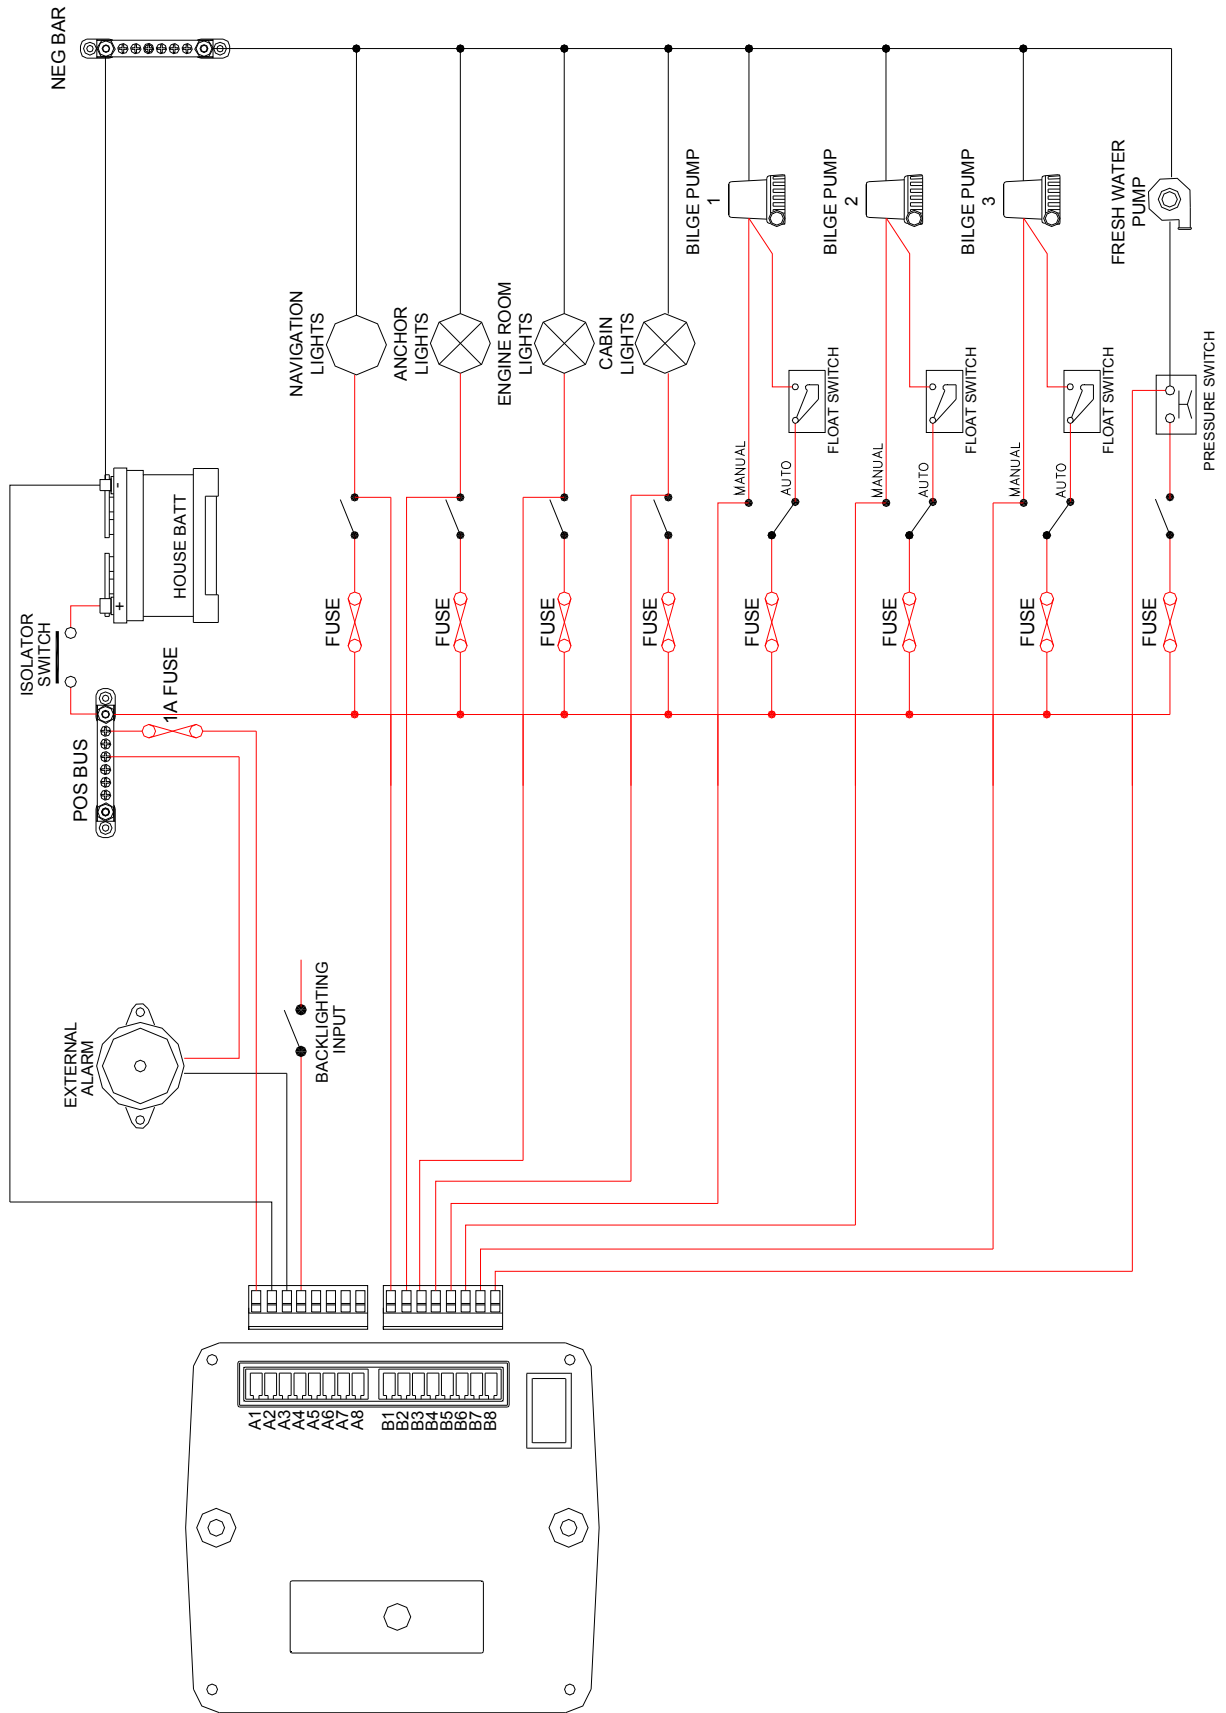 NEG BAR
BILGE PUMP
1
BILGE PUMP
2
BILGE PUMP
3
FRESH WATER
PUMP
NAVIGATION
LIGHTS
ANCHOR
LIGHTS
ENGINE ROOM
LIGHTS
CABIN
LIGHTS
FLOAT SWITCH
FLOAT SWITCH
FLOAT SWITCH
PRESSURE SWITCH
MANUAL
AUTO
MANUAL
AUTO
MANUAL
AUTO
HOUSE BATT
+
-
ISOLATOR
SWITCH
FUSE
FUSE
FUSE
FUSE
FUSE
FUSE
FUSE
FUSE
1A FUSE
POS BUS
EXTERNAL
ALARM
BACKLIGHTING
INPUT
A1
A2
A3
A4
A5
A6
A7
A8
B1
B2
B3
B4
B5
B6
B7
B8